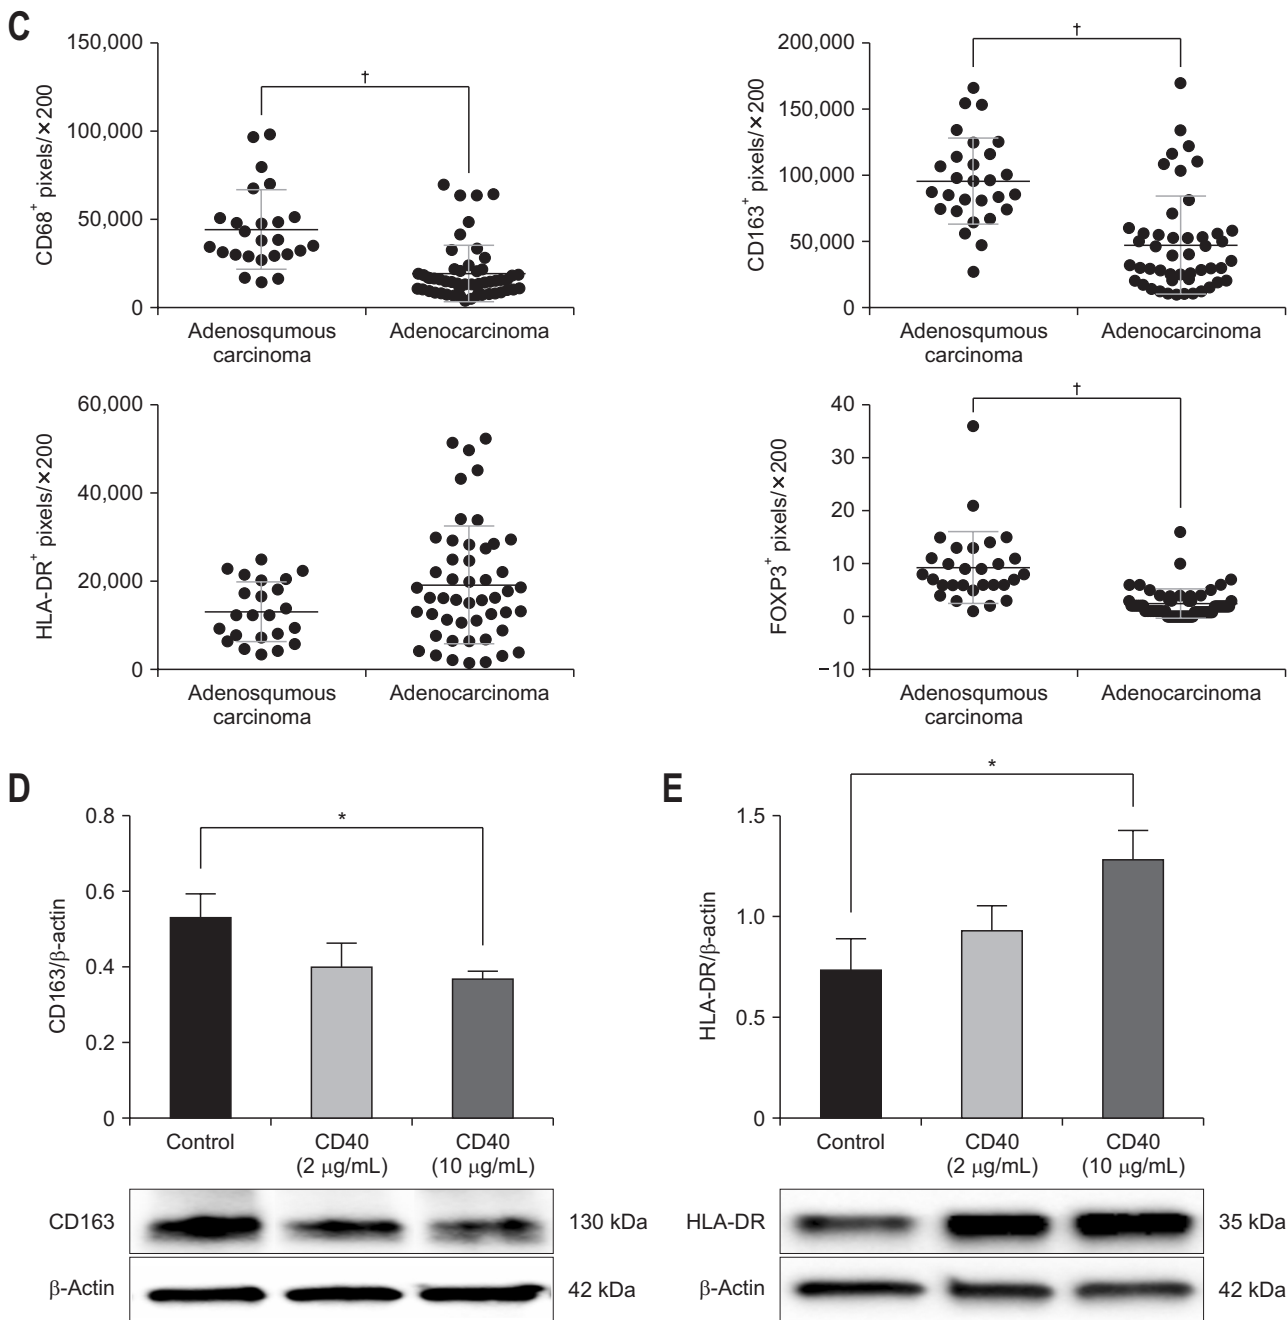 C
CD68+ pixels/×200
150,000
100,000
50,000
0
†
Adenosqumous
carcinoma
Adenocarcinoma
CD163+ pixels/×200
200,000
150,000
100,000
50,000
0
†
Adenosqumous
carcinoma
Adenocarcinoma
HLA-DR+ pixels/×200
60,000
40,000
20,000
0
Adenosqumous
carcinoma
Adenocarcinoma
FOXP3+ pixels/×200
40
30
20
10
0
−10
†
Adenosqumous
carcinoma
Adenocarcinoma
D
CD163/β-actin
0.8
0.6
0.4
0.2
0
*
Control
CD40
(2 μg/mL)
CD40
(10 μg/mL)
CD163
130 kDa
β-Actin
42 kDa
E
HLA-DR/β-actin
1.5
1.0
0.5
0
*
Control
CD40
(2 μg/mL)
CD40
(10 μg/mL)
HLA-DR
35 kDa
β-Actin
42 kDa